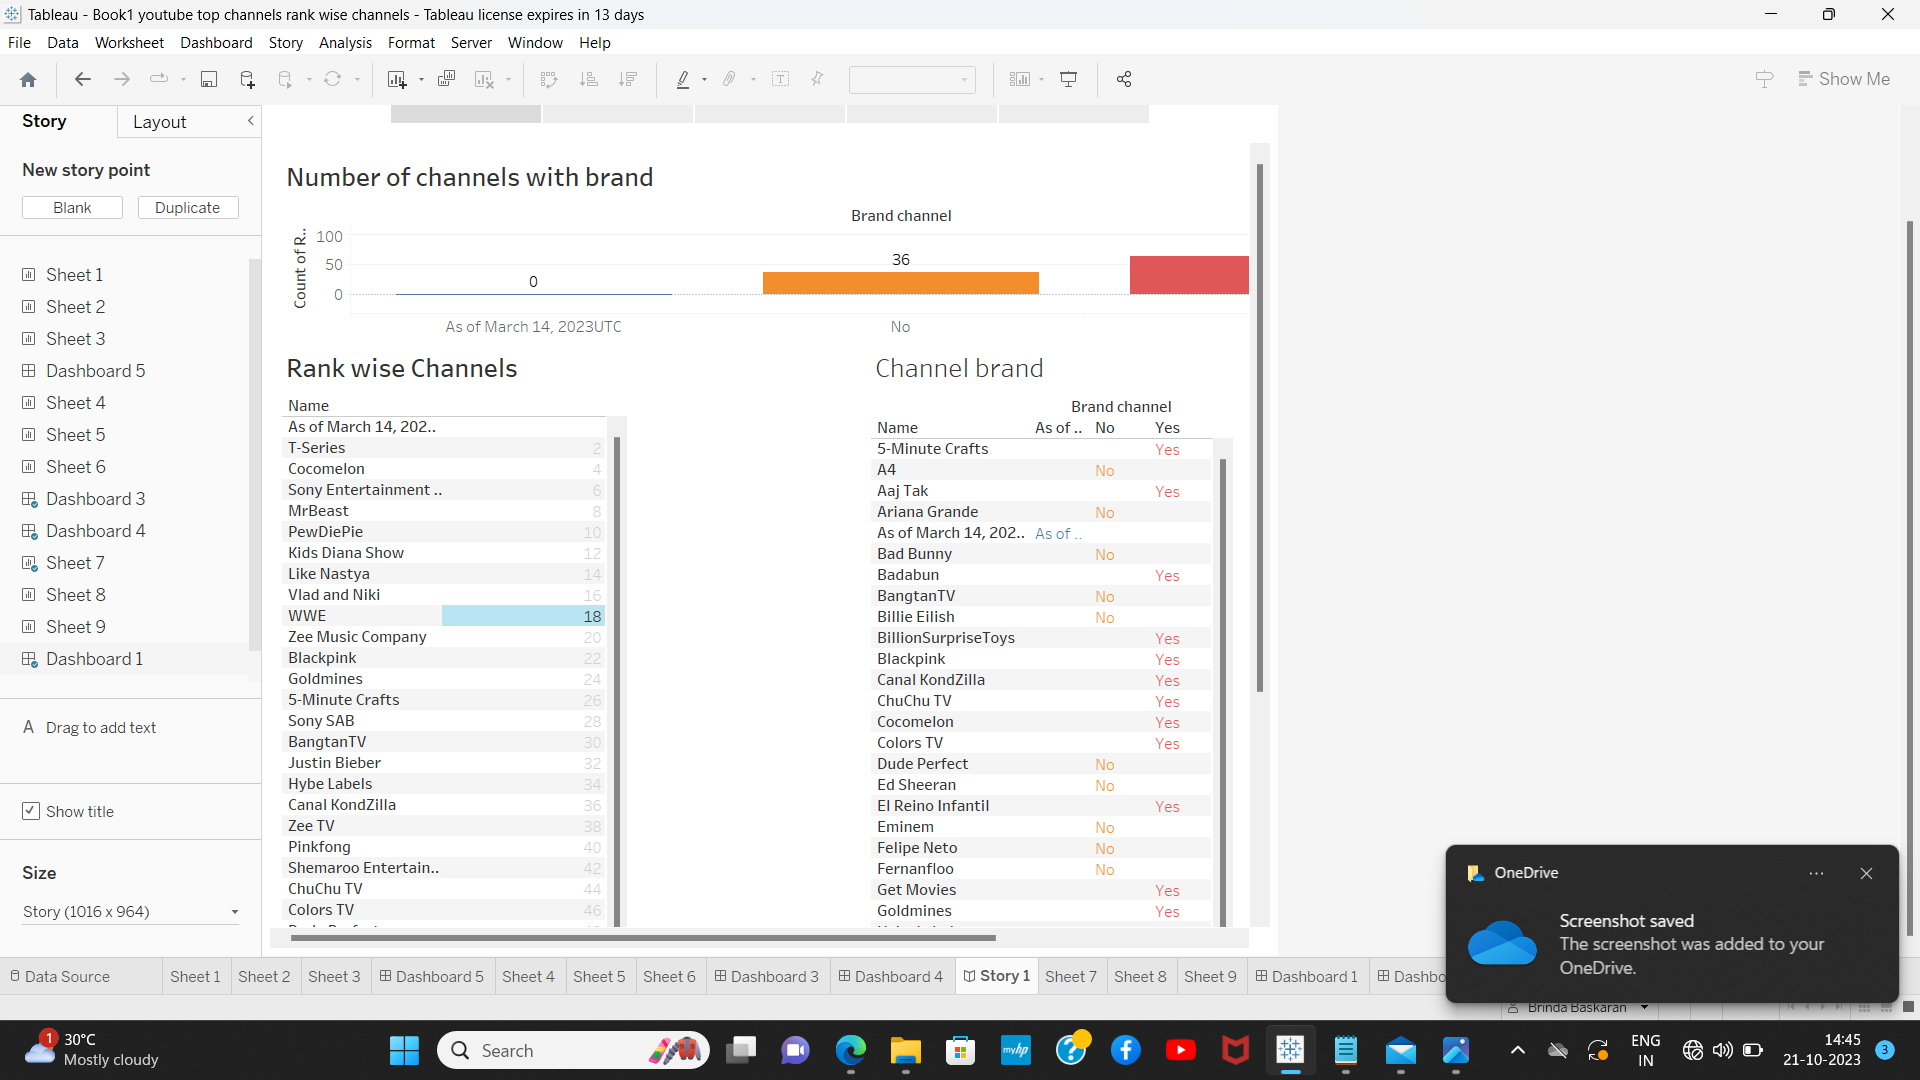 Tableau - Book1 youtube top channels rank wise channels - Tableau license expires in 13 days
File Data Worksheet Dashboard Story Analysis Format Server Window Help
Show Me
Story Layout
New story point
Blank Duplicate
Sheet 1
Sheet 2
Sheet 3
Dashboard 5
Sheet 4
Sheet 5
Sheet 6
Dashboard 3
Dashboard 4
Sheet 7
Sheet 8
Sheet 9
Dashboard 1
A Drag to add text
Show title
Size
Story (1016 x 964)
Number of channels with brand
Brand channel
Count of R..
100
50
0
0
36
As of March 14, 2023UTC
No
Rank wise Channels
Name
As of March 14, 202..
T-Series 2
Cocomelon 4
Sony Entertainment .. 6
MrBeast 8
PewDiePie 10
Kids Diana Show 12
Like Nastya 14
Vlad and Niki 16
WWE 18
Zee Music Company 20
Blackpink 22
Goldmines 24
5-Minute Crafts 26
Sony SAB 28
BangtanTV 30
Justin Bieber 32
Hybe Labels 34
Canal KondZilla 36
Zee TV 38
Pinkfong 40
Shemaroo Entertain.. 42
ChuChu TV 44
Colors TV 46
Channel brand
Brand channel
Name As of .. No Yes
5-Minute Crafts Yes
A4 No
Aaj Tak Yes
Ariana Grande No
As of March 14, 202.. As of ..
Bad Bunny No
Badabun Yes
BangtanTV No
Billie Eilish No
BillionSurpriseToys Yes
Blackpink Yes
Canal KondZilla Yes
ChuChu TV Yes
Cocomelon Yes
Colors TV Yes
Dude Perfect No
Ed Sheeran No
El Reino Infantil Yes
Eminem No
Felipe Neto No
Fernanfloo No
Get Movies Yes
Goldmines Yes
OneDrive
Screenshot saved
The screenshot was added to your
OneDrive.
Data Source Sheet 1 Sheet 2 Sheet 3 Dashboard 5 Sheet 4 Sheet 5 Sheet 6 Dashboard 3 Dashboard 4 Story 1 Sheet 7 Sheet 8 Sheet 9 Dashboard 1 Dashbo
Brinda Baskaran
1
30°C
Mostly cloudy
Search
myhp
ENG
IN
14:45
21-10-2023
3